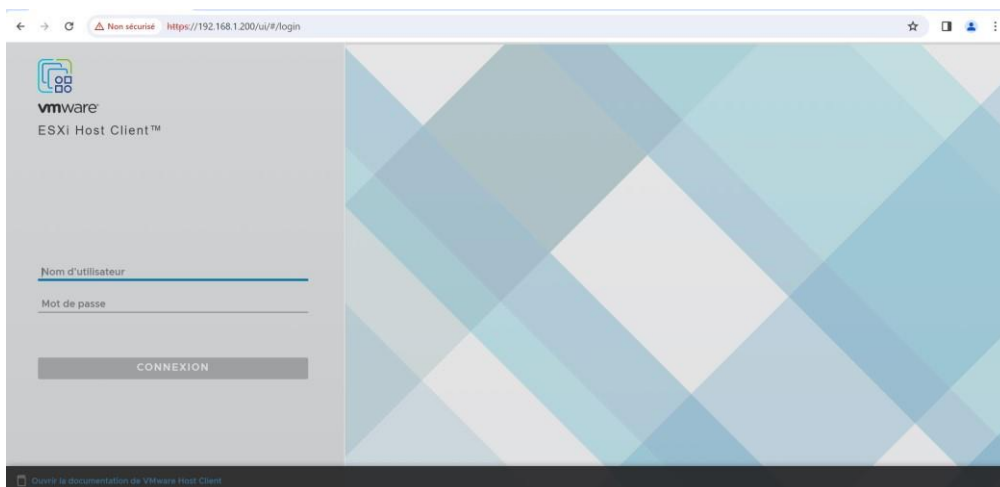 Non sécurisé https://192.168.1.200/ui/#/login
vmware
ESXi Host Client™
Nom d'utilisateur
Mot de passe
CONNEXION
Ouvrir la documentation de VMware Host Client